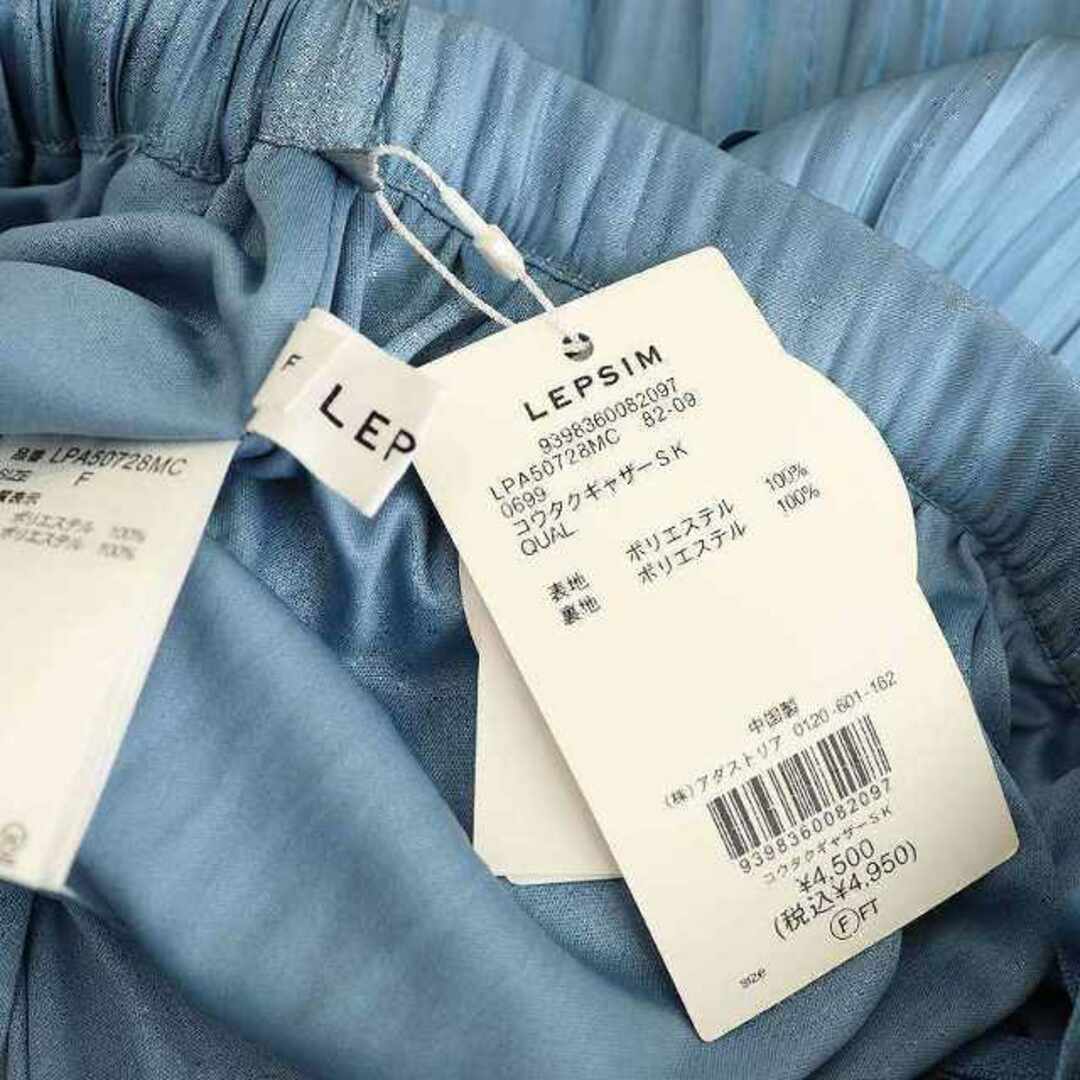 LEPSIM
9398360082097
LPA50728MC 82-09
0699
コウタクギャザーSK
QUAL
表地 ポリエステル 100%
裏地 ポリエステル 100%
中国製
(株)アダストリア 0120-601-162
9398360082097
コウタクギャザーSK
¥4,500
(税込¥4,950)
F FT
size
F
LEP
品番 LPA50728MC
SIZE F
ポリエステル 100%
ポリエステル 100%